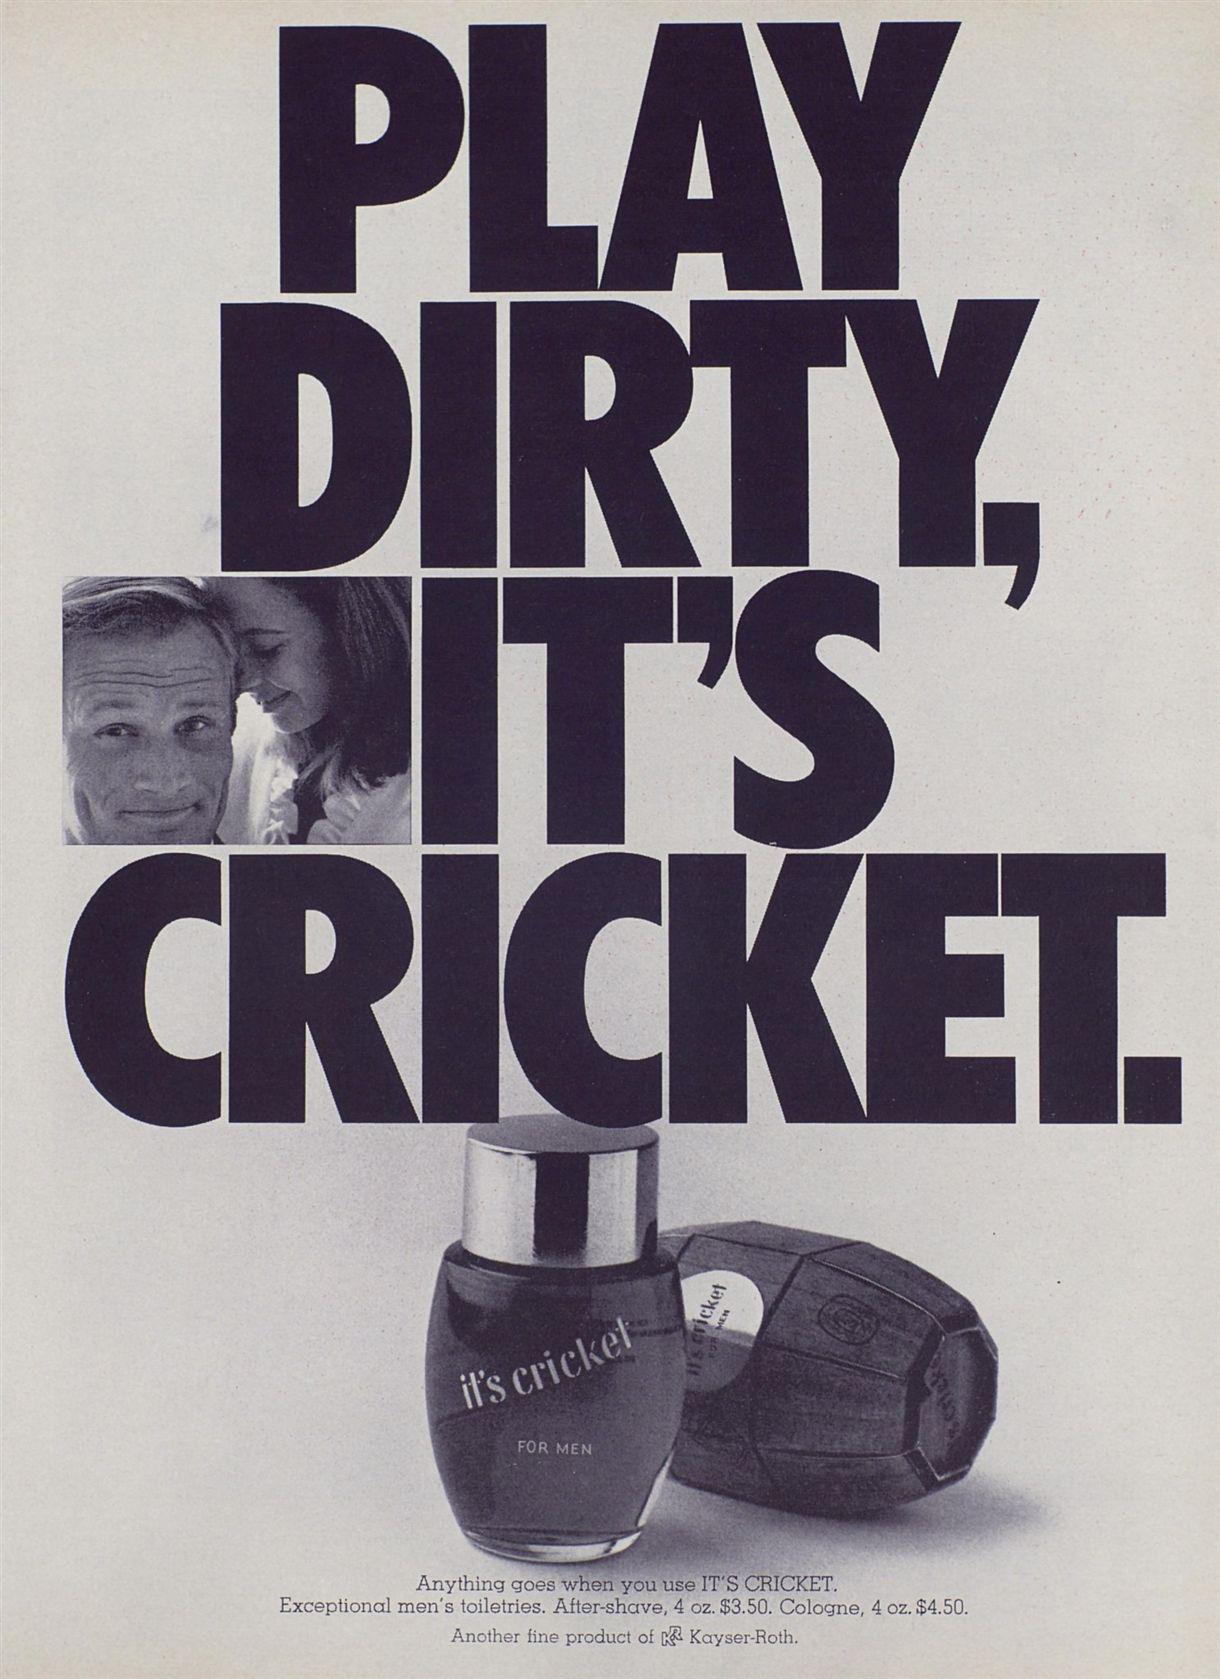 PLAY
DIRTY,
IT'S
CRICKET.
it's cricket
FOR MEN
it's cricket
FOR MEN
Anything goes when you use IT'S CRICKET.
Exceptional men's toiletries. After-shave, 4 oz. $3.50. Cologne, 4 oz. $4.50.
Another fine product of KR Kayser-Roth.